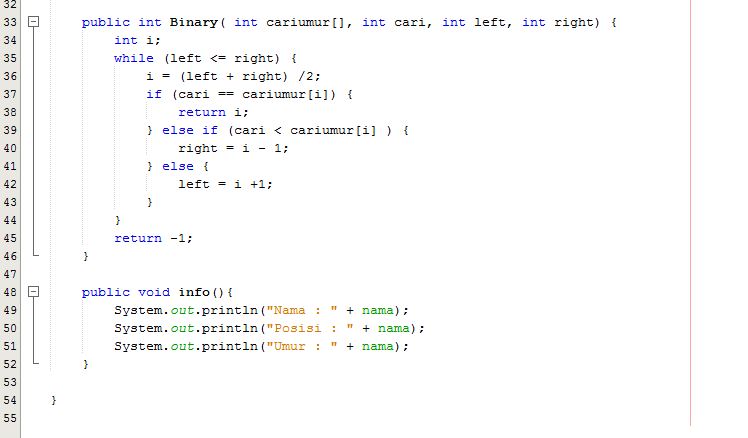 32
33 public int Binary( int cariumur[], int cari, int left, int right) {
34 int i;
35 while (left <= right) {
36 i = (left + right) /2;
37 if (cari == cariumur[i]) {
38 return i;
39 } else if (cari < cariumur[i] ) {
40 right = i - 1;
41 } else {
42 left = i +1;
43 }
44 }
45 return -1;
46 }
47
48 public void info(){
49 System.out.println("Nama : " + nama);
50 System.out.println("Posisi : " + nama);
51 System.out.println("Umur : " + nama);
52 }
53
54 }
55